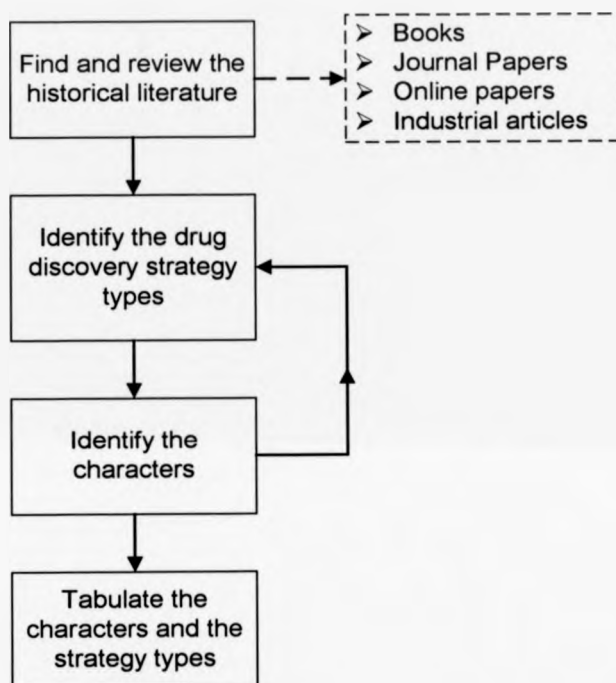 Find and review the
historical literature
➢ Books
➢ Journal Papers
➢ Online papers
➢ Industrial articles
Identify the drug
discovery strategy
types
Identify the
characters
Tabulate the
characters and the
strategy types